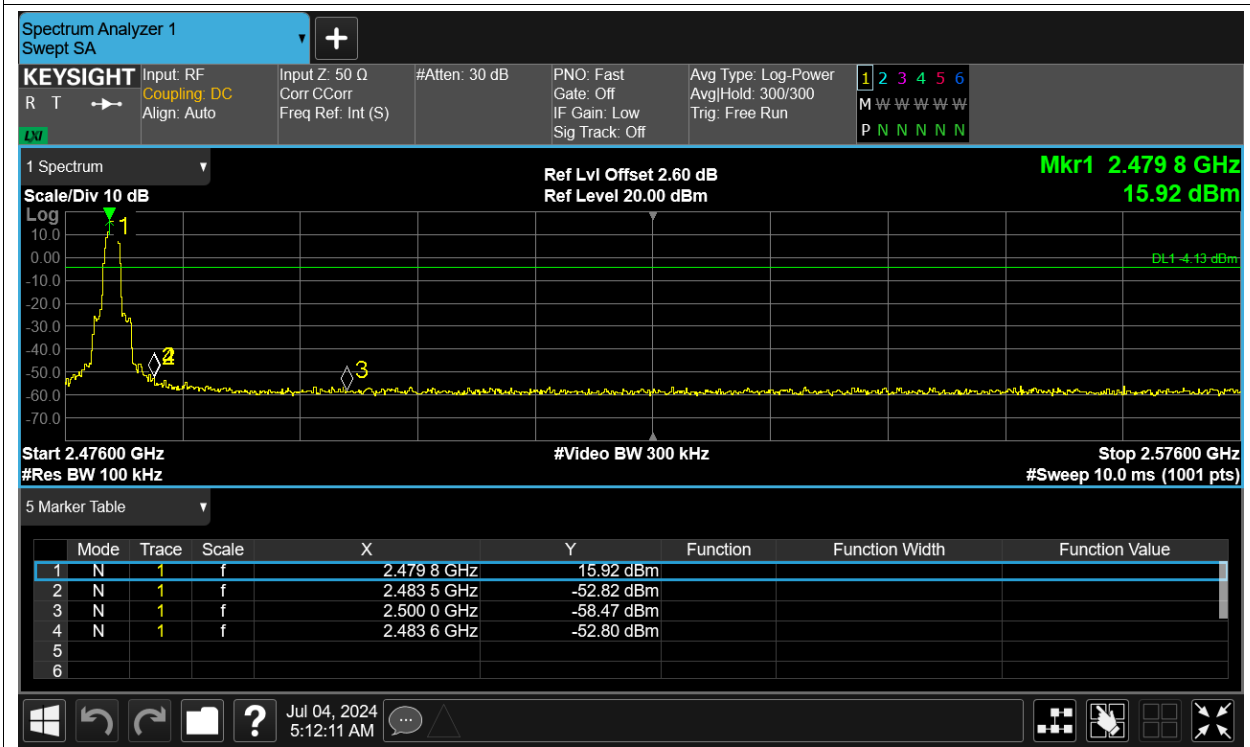 Spectrum Analyzer 1
Swept SA
KEYSIGHT
R T
LXI
Input: RF
Coupling: DC
Align: Auto
Input Z: 50 Ω
Corr CCorr
Freq Ref: Int (S)
#Atten: 30 dB
PNO: Fast
Gate: Off
IF Gain: Low
Sig Track: Off
Avg Type: Log-Power
Avg|Hold: 300/300
Trig: Free Run
1 2 3 4 5 6
M W W W W W
P N N N N N
1 Spectrum
Scale/Div 10 dB
Ref Lvl Offset 2.60 dB
Ref Level 20.00 dBm
Mkr1 2.479 8 GHz
15.92 dBm
Log
10.0
0.00
-10.0
-20.0
-30.0
-40.0
-50.0
-60.0
-70.0
1
2
3
DL1 -4.13 dBm
Start 2.47600 GHz
#Res BW 100 kHz
#Video BW 300 kHz
Stop 2.57600 GHz
#Sweep 10.0 ms (1001 pts)
5 Marker Table
Mode Trace Scale X Y Function Function Width Function Value
1 N 1 f 2.479 8 GHz 15.92 dBm
2 N 1 f 2.483 5 GHz -52.82 dBm
3 N 1 f 2.500 0 GHz -58.47 dBm
4 N 1 f 2.483 6 GHz -52.80 dBm
5
6
?
Jul 04, 2024
5:12:11 AM